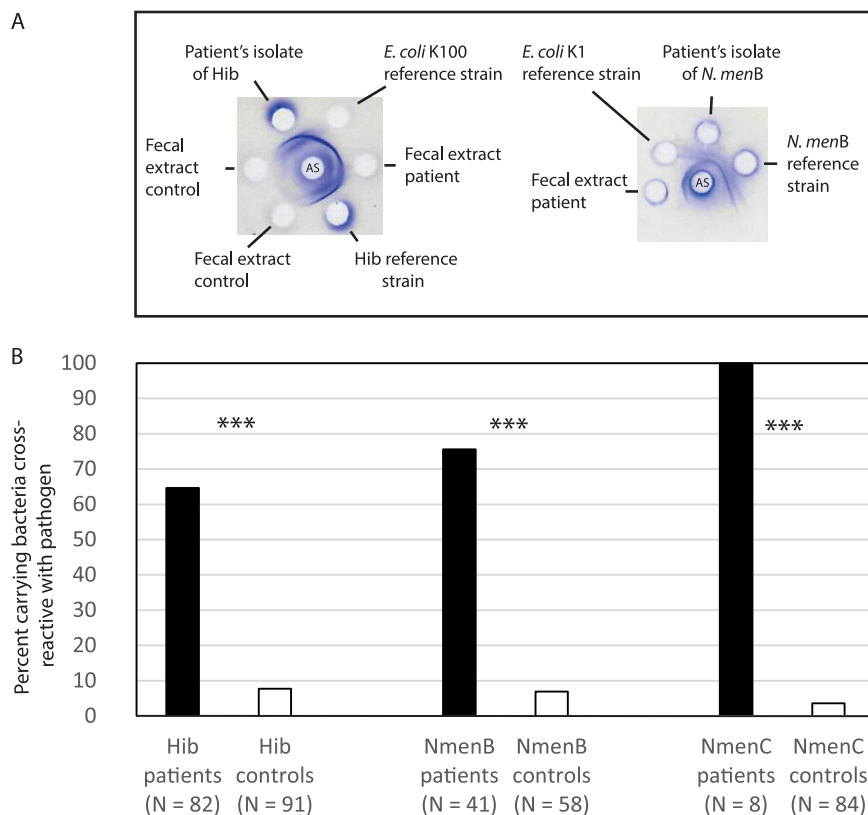 A
Patient's isolate
of Hib
E. coli K100
reference strain
Fecal
extract
control
AS
Fecal extract
patient
Fecal extract
control
Hib reference
strain
E. coli K1
reference strain
Patient's isolate
of N. menB
N. menB
reference
strain
AS
Fecal extract
patient
B
Percent carrying bacteria cross-
reactive with pathogen
100
90
80
70
60
50
40
30
20
10
0
***
***
***
Hib
patients
(N = 82)
Hib
controls
(N = 91)
NmenB
patients
(N = 41)
NmenB
controls
(N = 58)
NmenC
patients
(N = 8)
NmenC
controls
(N = 84)